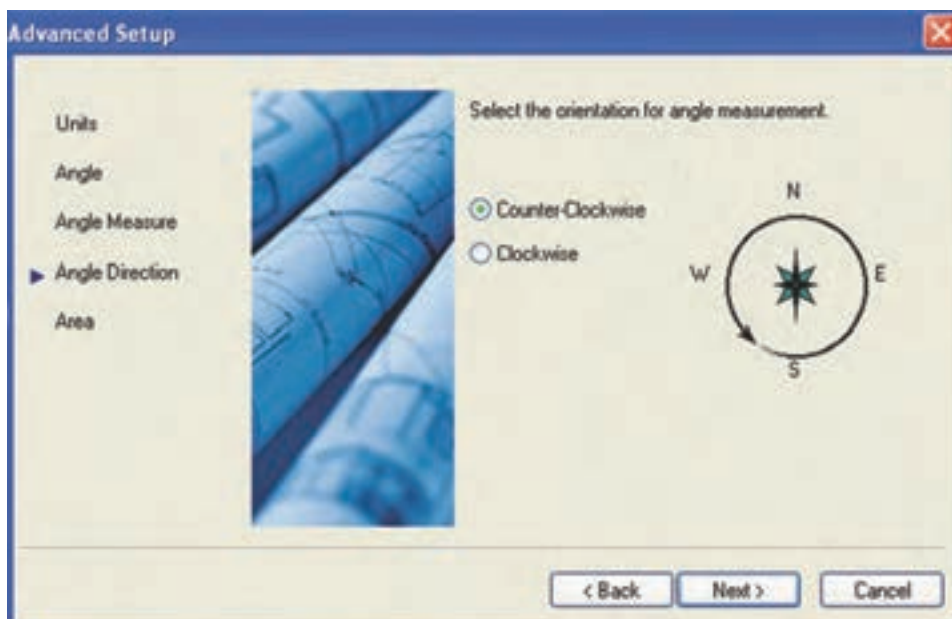 Advanced Setup
Units
Angle
Angle Measure
Angle Direction
Area
Select the orientation for angle measurement.
Counter-Clockwise
Clockwise
N
W
E
S
< Back
Next >
Cancel